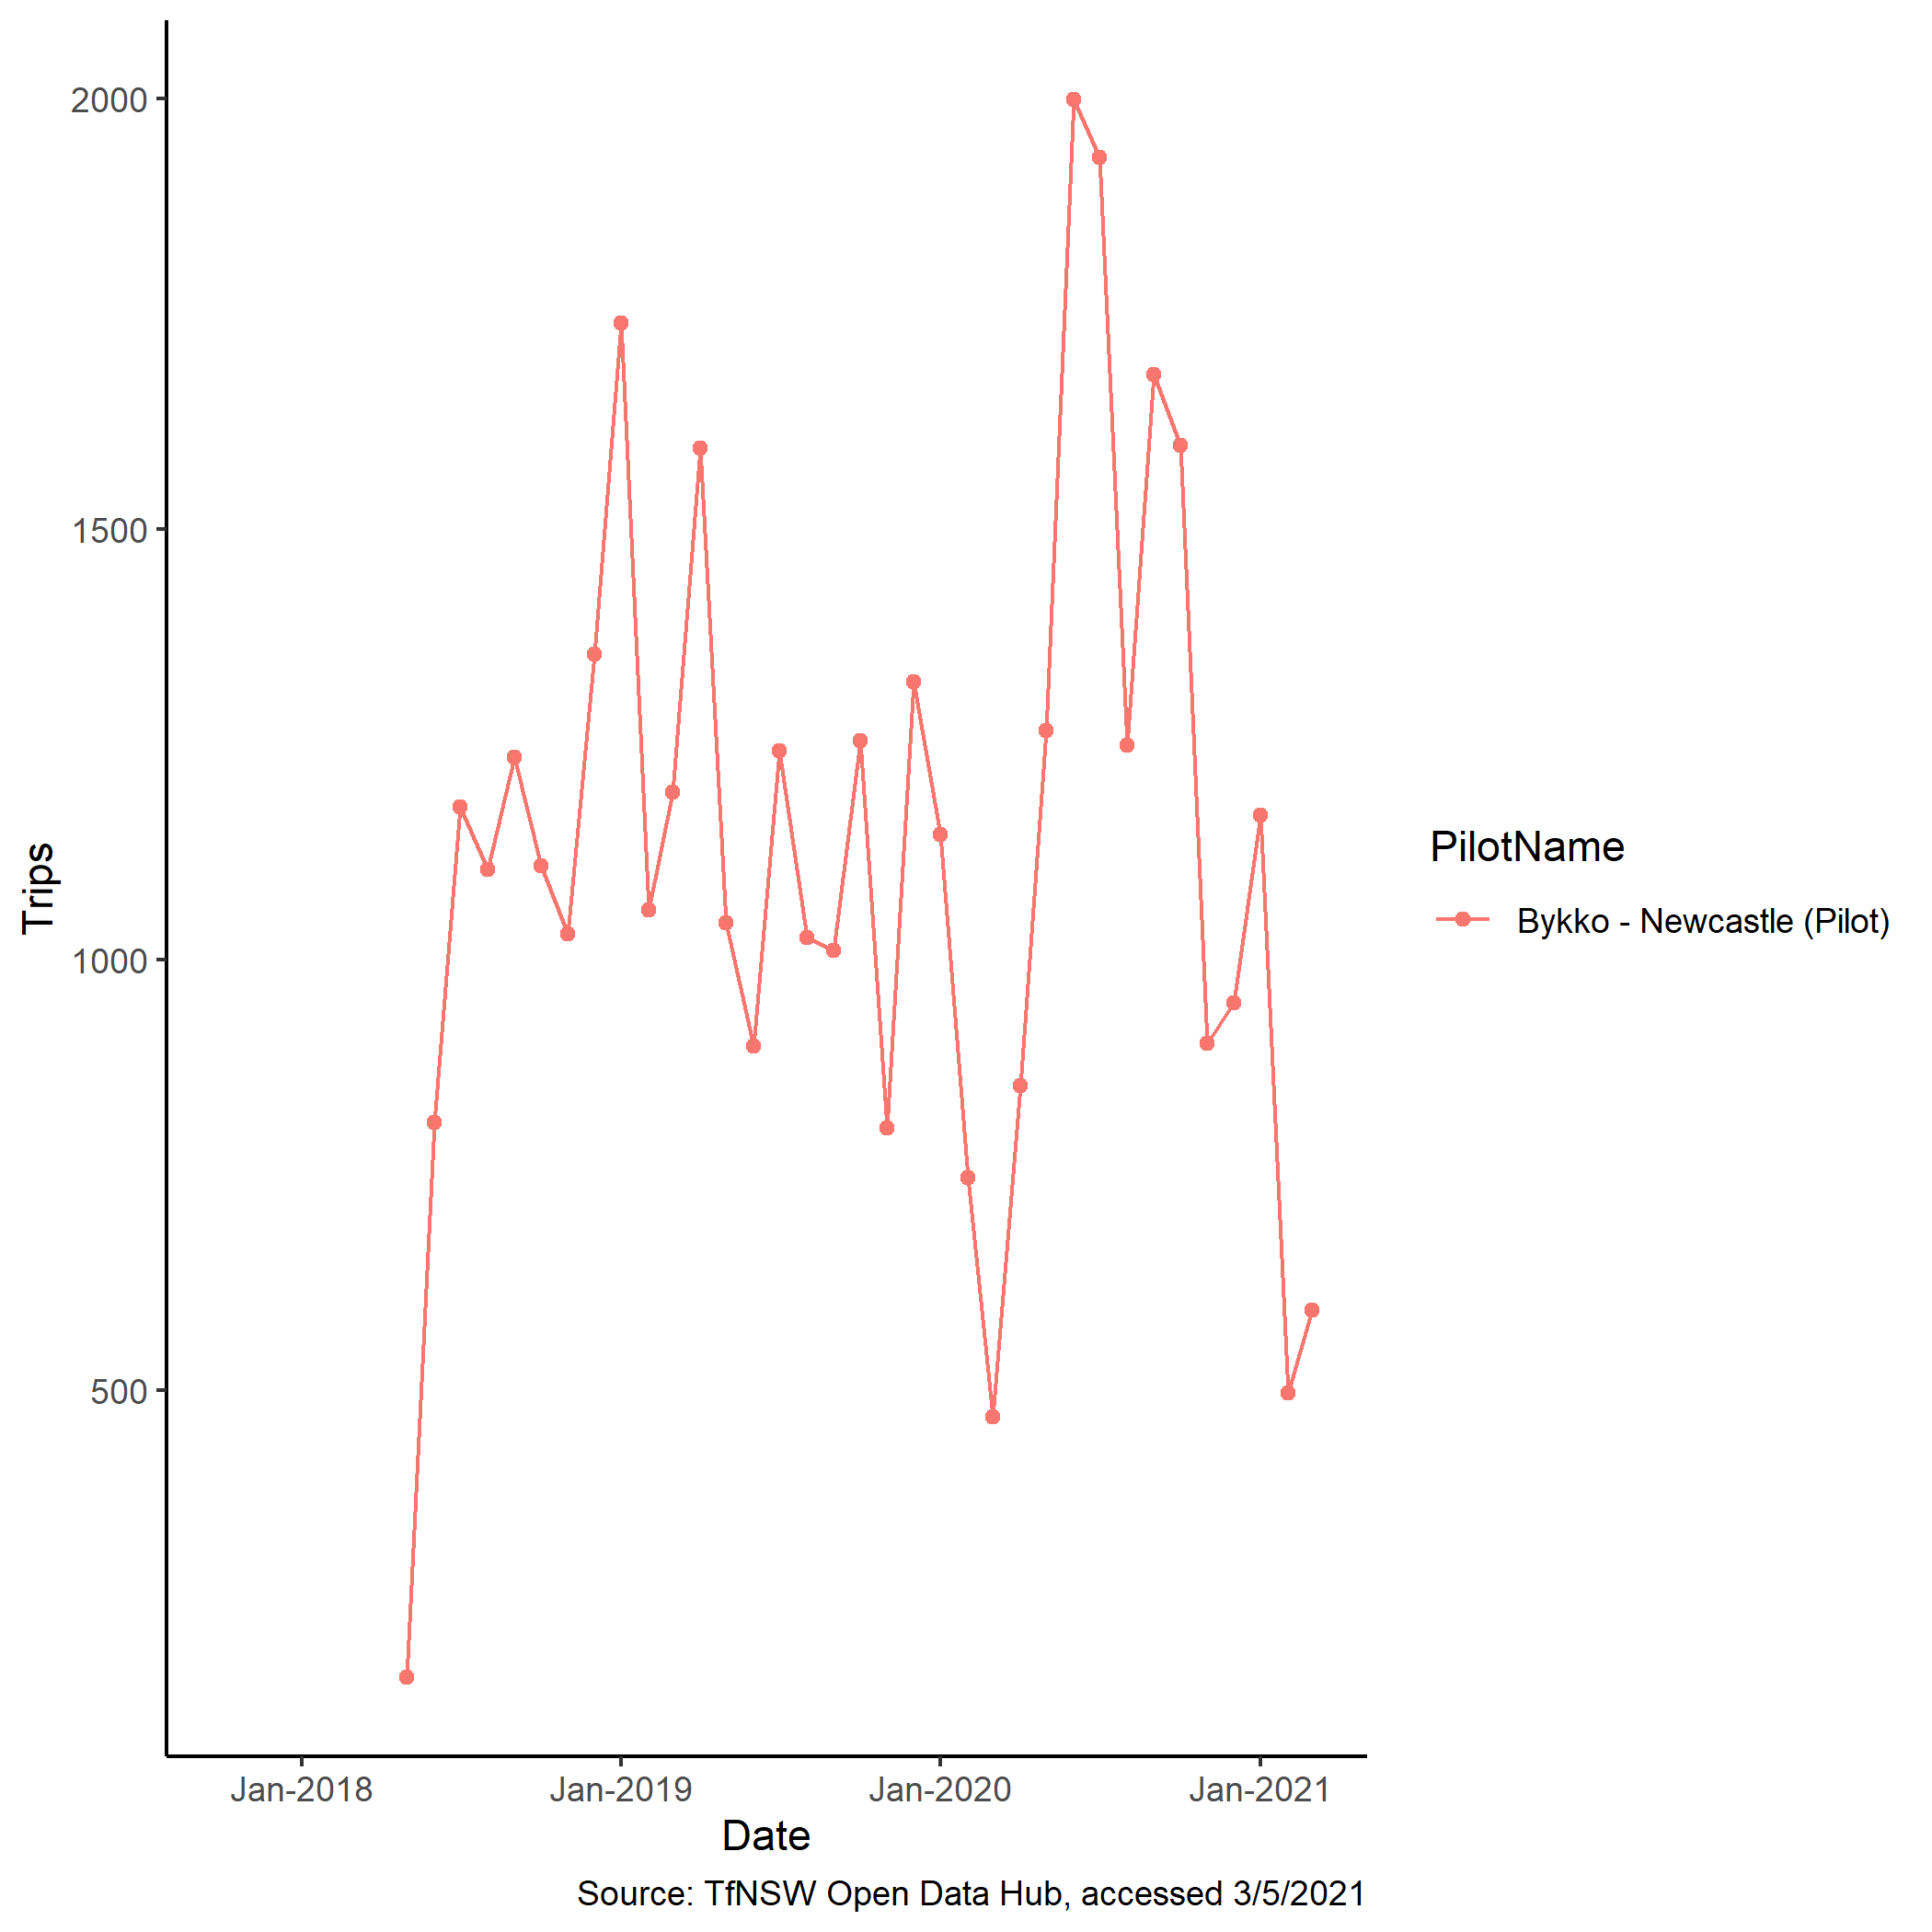 2000
1500
1000
500
Trips
Jan-2018
Jan-2019
Jan-2020
Jan-2021
Date
Source: TfNSW Open Data Hub, accessed 3/5/2021
PilotName
Bykko - Newcastle (Pilot)